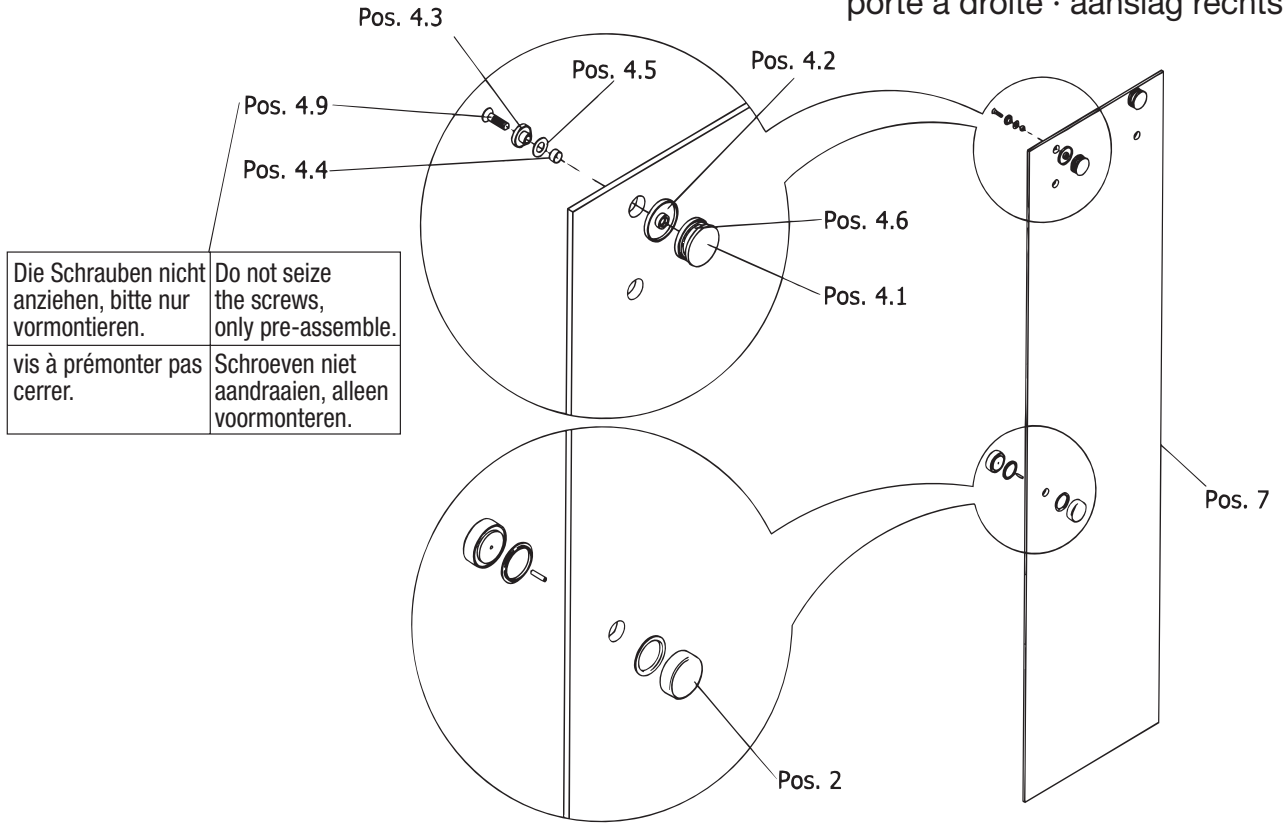 porte à droite · aanslag rechts
Pos. 4.3
Pos. 4.5
Pos. 4.2
Pos. 4.9
Pos. 4.4
Pos. 4.6
Pos. 4.1
Die Schrauben nicht
anziehen, bitte nur
vormontieren.
Do not seize
the screws,
only pre-assemble.
vis à prémonter pas
cerrer.
Schroeven niet
aandraaien, alleen
voormonteren.
Pos. 7
Pos. 2